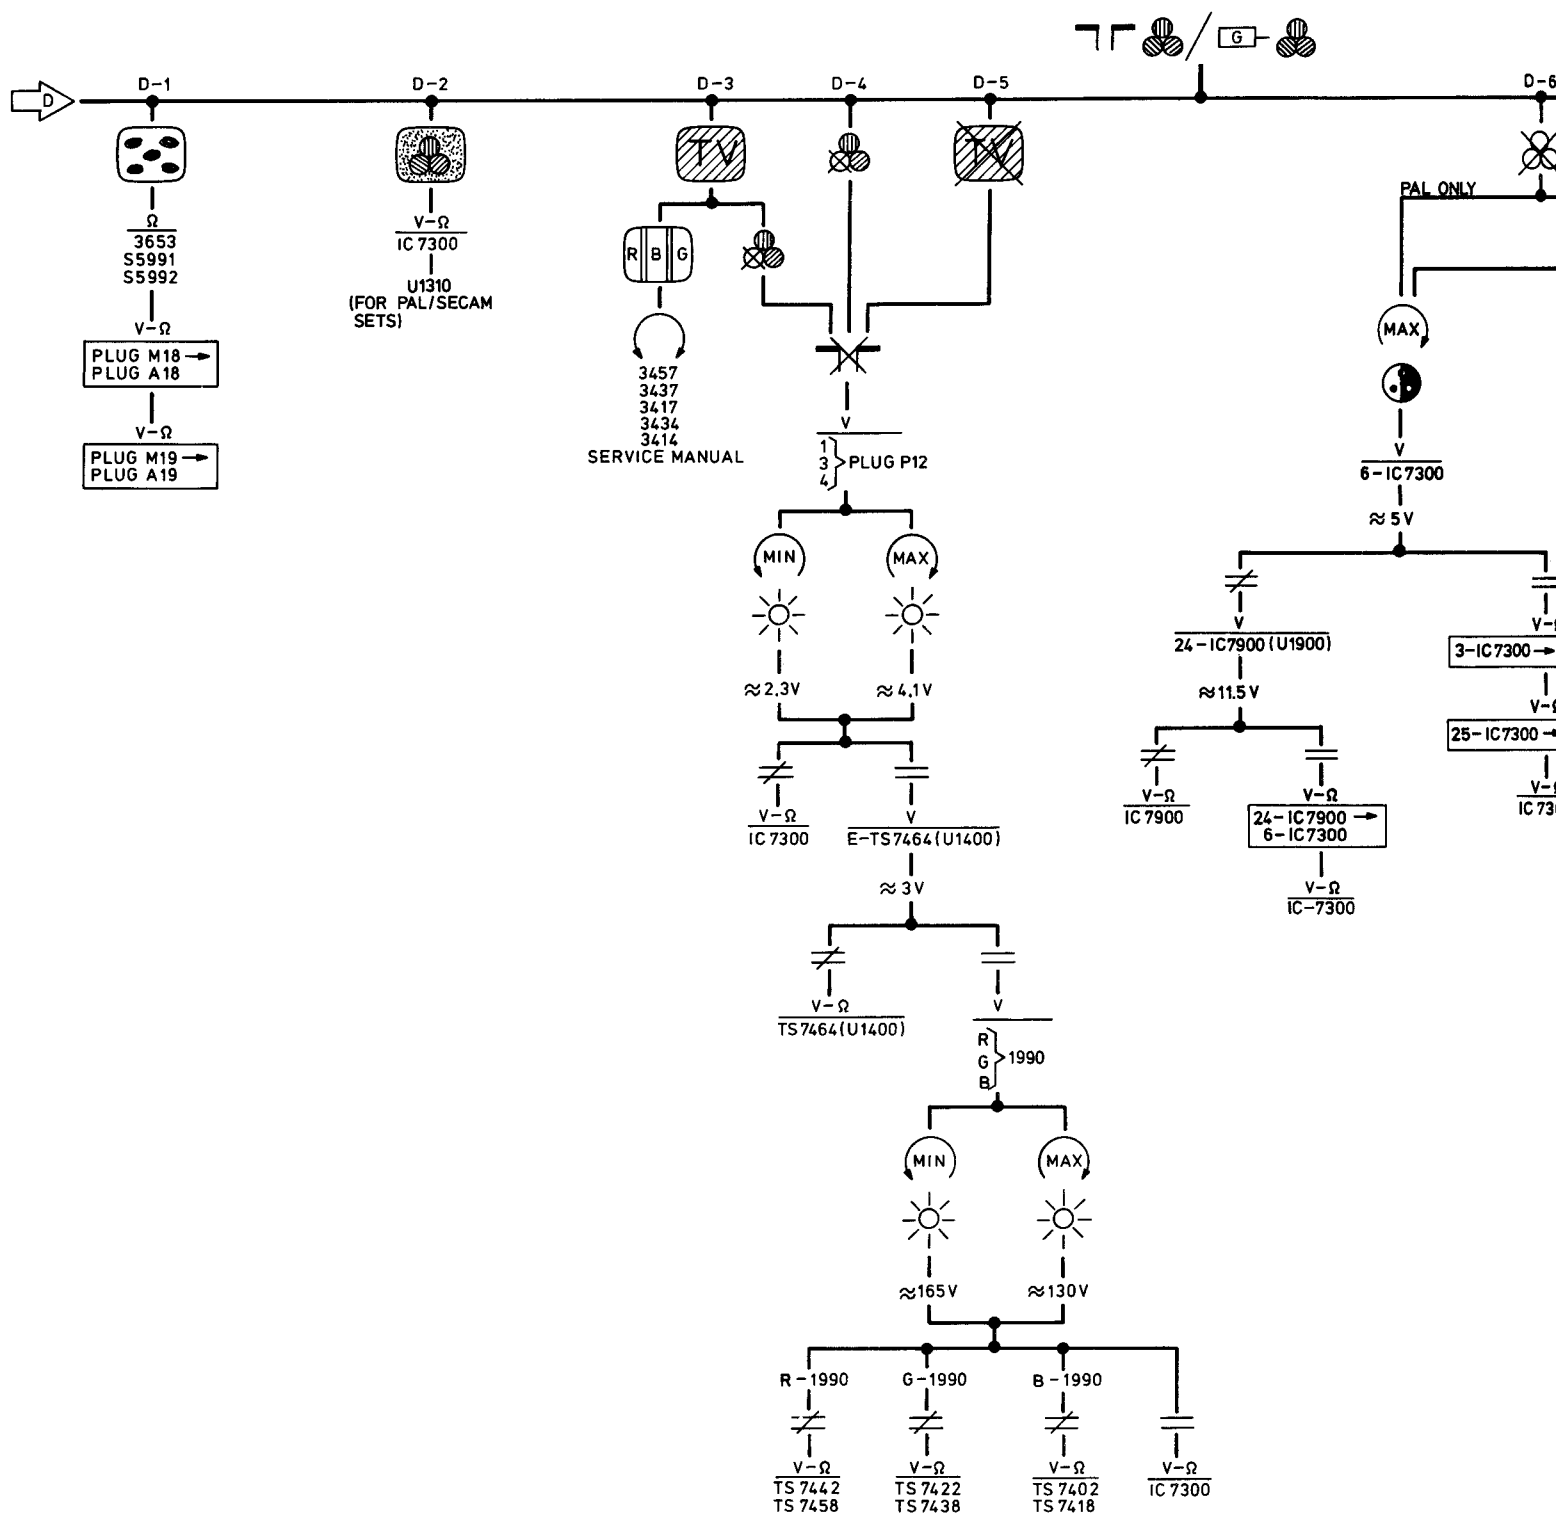 G
D
D-1
D-2
D-3
D-4
D-5
D-6
TV
TV
PAL ONLY
Ω
3653
S5991
S5992
V-Ω
PLUG M18 →
PLUG A18
V-Ω
PLUG M19 →
PLUG A19
V-Ω
IC 7300
U1310
(FOR PAL/SECAM
SETS)
R B G
3457
3437
3417
3434
3414
SERVICE MANUAL
V
1
3
4
PLUG P12
MIN
MAX
≈2,3V
≈4,1V
V-Ω
IC 7300
V
E-TS7464(U1400)
≈3V
V-Ω
TS7464(U1400)
V
R
G
B
1990
MIN
MAX
≈165V
≈130V
R-1990
G-1990
B-1990
V-Ω
TS 7442
TS 7458
V-Ω
TS 7422
TS 7438
V-Ω
TS 7402
TS 7418
V-Ω
IC 7300
MAX
V
6-IC7300
≈5V
V
24-IC7900(U1900)
≈11.5V
V-Ω
IC 7900
V-Ω
24-IC7900 →
6-IC7300
V-Ω
IC-7300
V-Ω
3-IC7300 →
V-Ω
25-IC7300 →
V-Ω